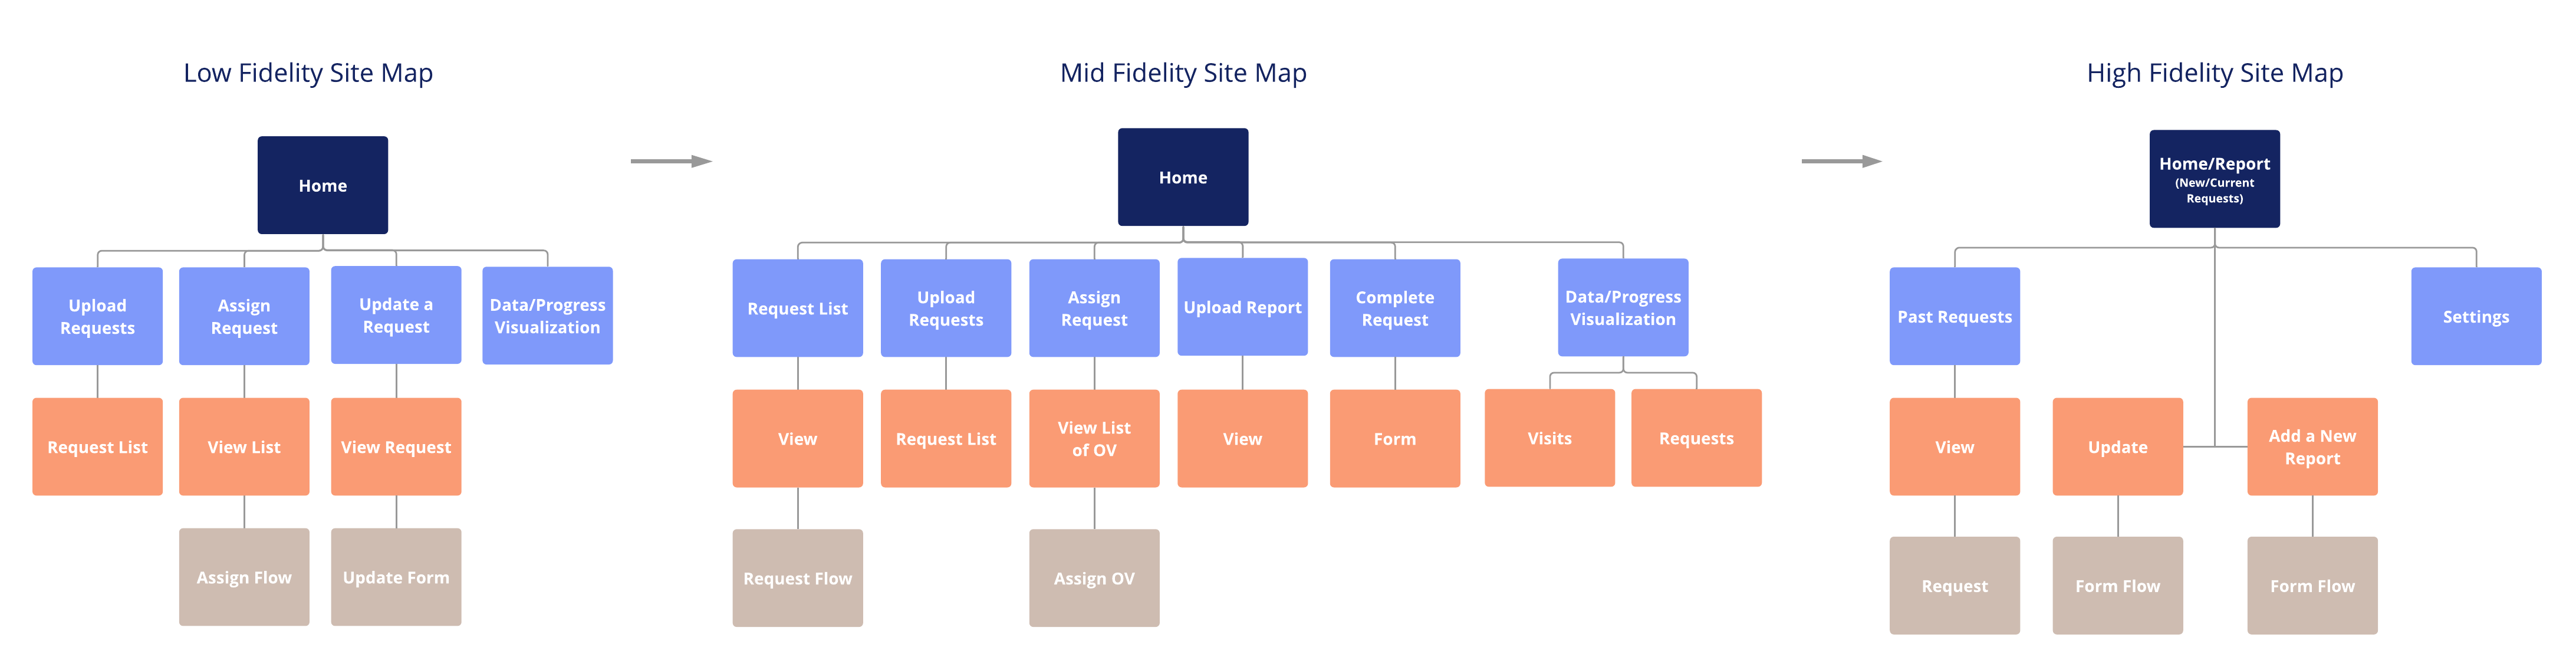 Low Fidelity Site Map
Home
Upload
Requests
Assign
Request
Update a
Request
Data/Progress
Visualization
Request List
View List
View Request
Assign Flow
Update Form
Mid Fidelity Site Map
Home
Request List
Upload
Requests
Assign
Request
Upload Report
Complete
Request
Data/Progress
Visualization
View
Request List
View List
of OV
View
Form
Visits
Requests
Request Flow
Assign OV
High Fidelity Site Map
Home/Report
(New/Current
Requests)
Past Requests
Settings
View
Update
Add a New
Report
Request
Form Flow
Form Flow